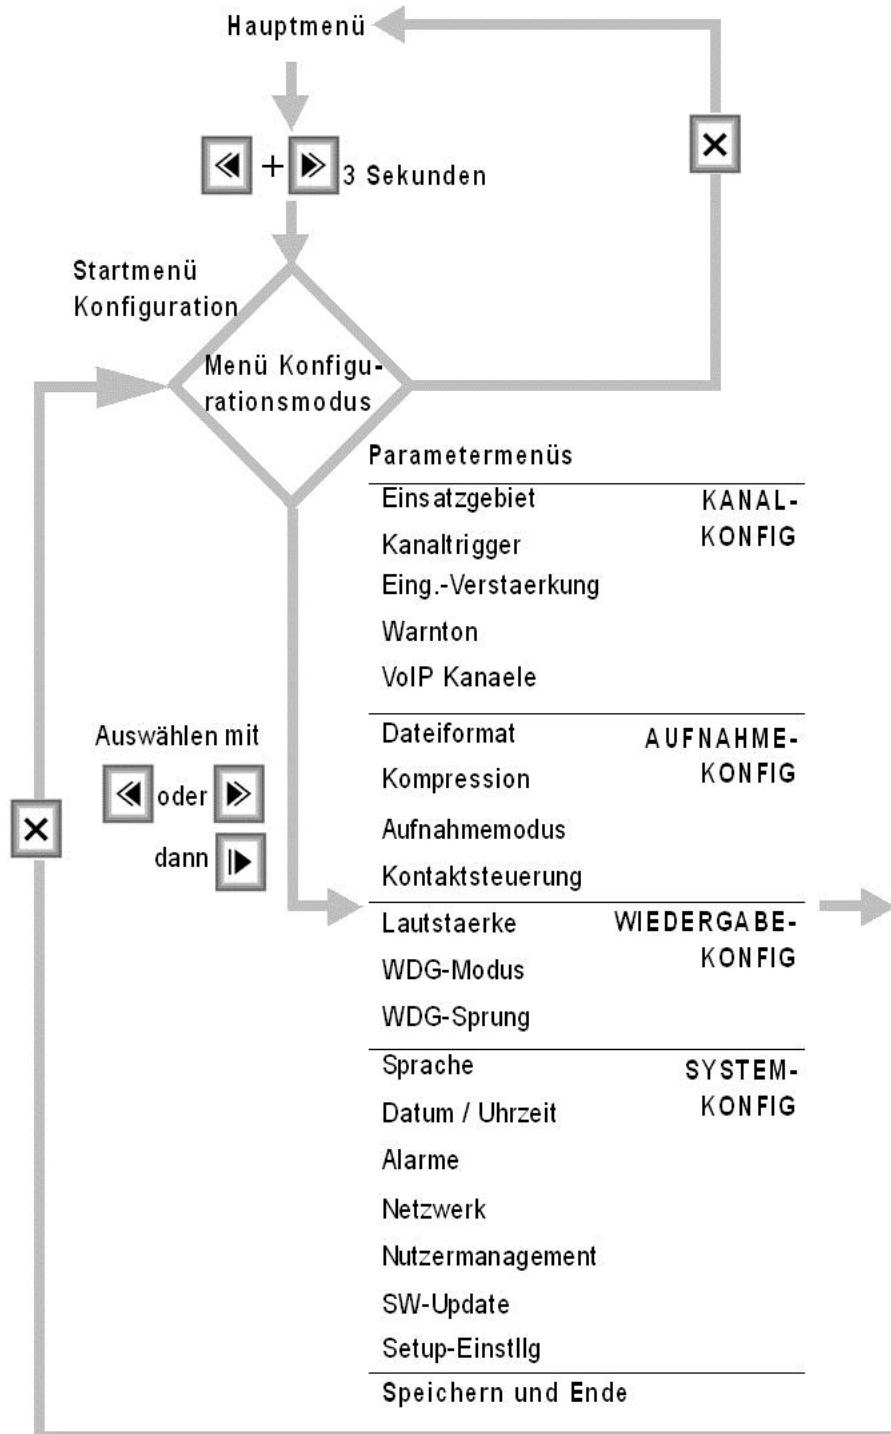 Hauptmenü
+
3 Sekunden
Startmenü
Konfiguration
Menü Konfigu-
rationsmodus
Parametermenüs
Einsatzgebiet
KANAL-
KONFIG
Kanaltrigger
Eing.-Verstaerkung
Warnton
VoIP Kanaele
Auswählen mit
oder
dann
Dateiformat
AUFNAHME-
KONFIG
Kompression
Aufnahmemodus
Kontaktsteuerung
Lautstaerke
WIEDERGABE-
KONFIG
WDG-Modus
WDG-Sprung
Sprache
SYSTEM-
KONFIG
Datum / Uhrzeit
Alarme
Netzwerk
Nutzermanagement
SW-Update
Setup-Einstllg
Speichern und Ende